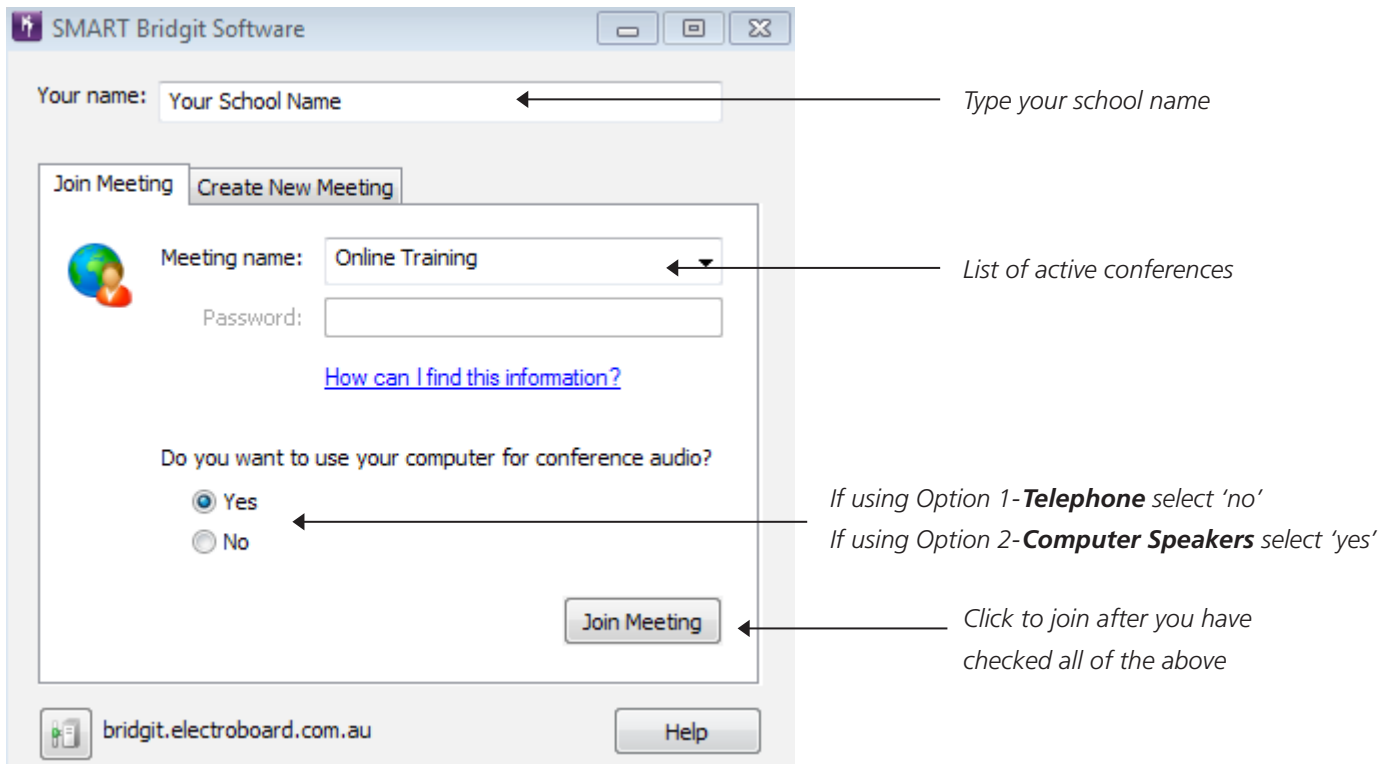 SMART Bridgit Software
Your name: Your School Name
Type your school name
Join Meeting Create New Meeting
Meeting name: Online Training
List of active conferences
Password:
How can I find this information?
Do you want to use your computer for conference audio?
Yes
If using Option 1-Telephone select ‘no’
No
If using Option 2-Computer Speakers select ‘yes’
Join Meeting
Click to join after you have
checked all of the above
bridgit.electroboard.com.au
Help